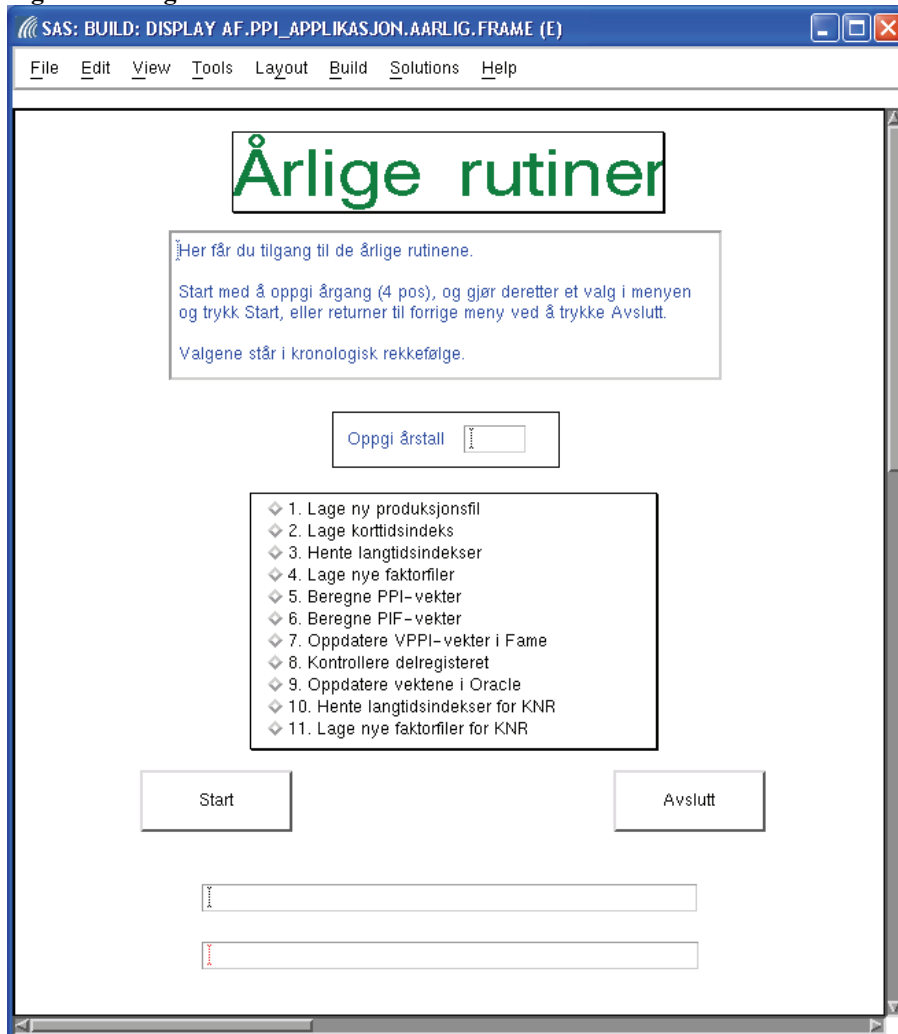 SAS: BUILD: DISPLAY AF.PPI_APPLIKASJON.AARLIG.FRAME (E)
File Edit View Tools Layout Build Solutions Help
Årlige rutiner
Her får du tilgang til de årlige rutinene.
Start med å oppgi årgang (4 pos), og gjør deretter et valg i menyen
og trykk Start, eller returner til forrige meny ved å trykke Avslutt.
Valgene står i kronologisk rekkefølge.
Oppgi årstall
1. Lage ny produksjonsfil
2. Lage korttidsindeks
3. Hente langtidsindekser
4. Lage nye faktorfiler
5. Beregne PPI-vekter
6. Beregne PIF-vekter
7. Oppdatere VPPI-vekter i Fame
8. Kontrollere delregisteret
9. Oppdatere vektene i Oracle
10. Hente langtidsindekser for KNR
11. Lage nye faktorfiler for KNR
Start Avslutt